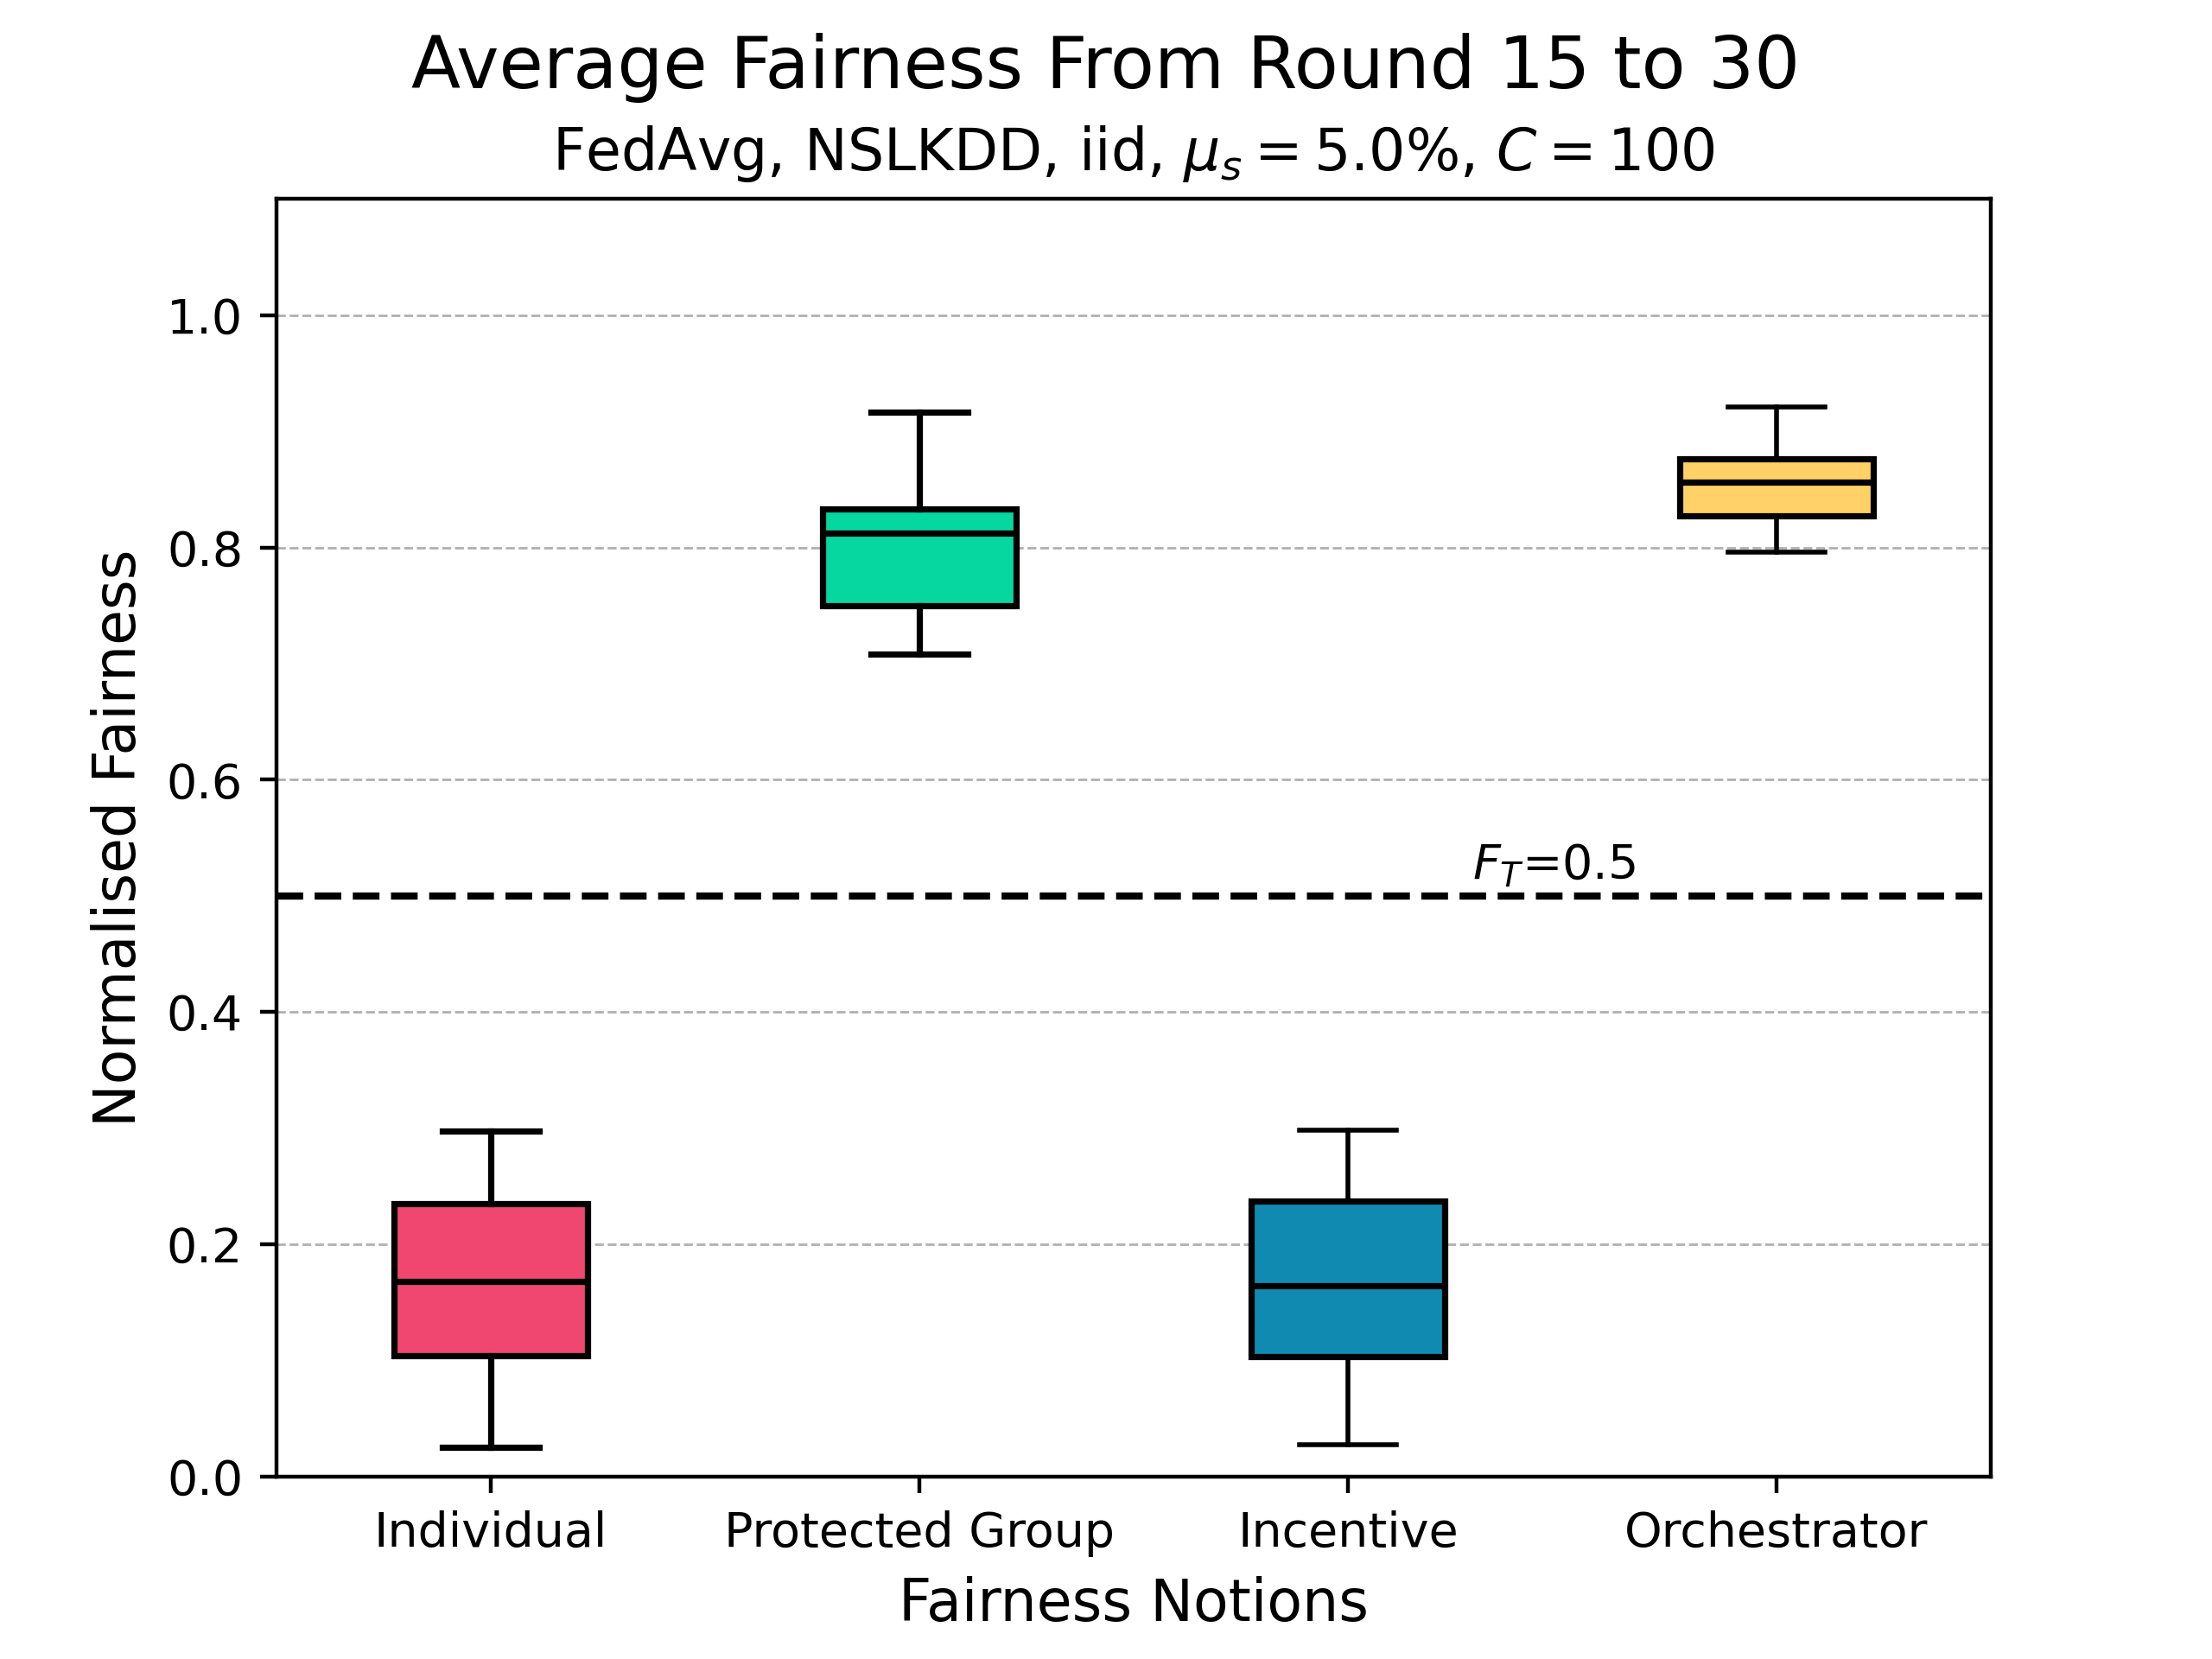 Average Fairness From Round 15 to 30
FedAvg, NSLKDD, iid, μₛ = 5.0%, C = 100
Normalised Fairness
1.0
0.8
0.6
0.4
0.2
0.0
F_T=0.5
Individual Protected Group Incentive Orchestrator
Fairness Notions